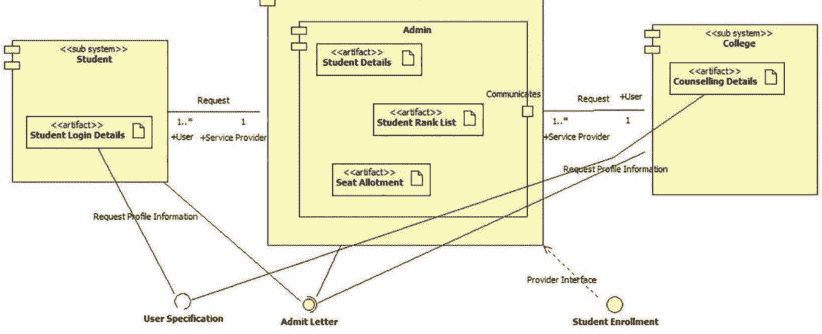 <<sub system>>
Student
<<artifact>>
Student Login Details
Request
1..*
1
+User
+Service Provider
Admin
<<artifact>>
Student Details
Communicates
<<artifact>>
Student Rank List
<<artifact>>
Seat Allotment
<<sub system>>
College
<<artifact>>
Counselling Details
Request
+User
1..*
1
+Service Provider
Request Profile Information
Request Profile Information
Provider Interface
User Specification
Admit Letter
Student Enrollment